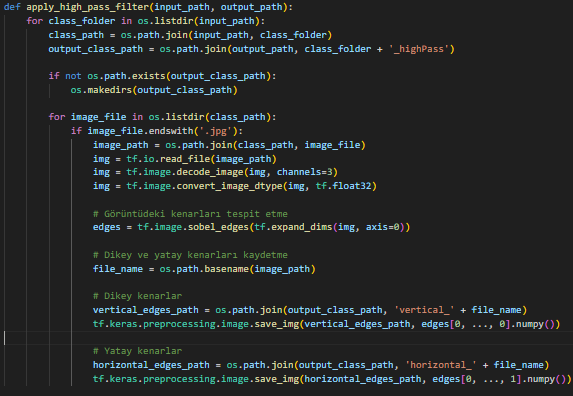 def apply_high_pass_filter(input_path, output_path):
    for class_folder in os.listdir(input_path):
        class_path = os.path.join(input_path, class_folder)
        output_class_path = os.path.join(output_path, class_folder + '_highPass')

        if not os.path.exists(output_class_path):
            os.makedirs(output_class_path)

        for image_file in os.listdir(class_path):
            if image_file.endswith('.jpg'):
                image_path = os.path.join(class_path, image_file)
                img = tf.io.read_file(image_path)
                img = tf.image.decode_image(img, channels=3)
                img = tf.image.convert_image_dtype(img, tf.float32)

                # Görüntüdeki kenarları tespit etme
                edges = tf.image.sobel_edges(tf.expand_dims(img, axis=0))

                # Dikey ve yatay kenarları kaydetme
                file_name = os.path.basename(image_path)

                # Dikey kenarlar
                vertical_edges_path = os.path.join(output_class_path, 'vertical_' + file_name)
                tf.keras.preprocessing.image.save_img(vertical_edges_path, edges[0, ..., 0].numpy())

                # Yatay kenarlar
                horizontal_edges_path = os.path.join(output_class_path, 'horizontal_' + file_name)
                tf.keras.preprocessing.image.save_img(horizontal_edges_path, edges[0, ..., 1].numpy())